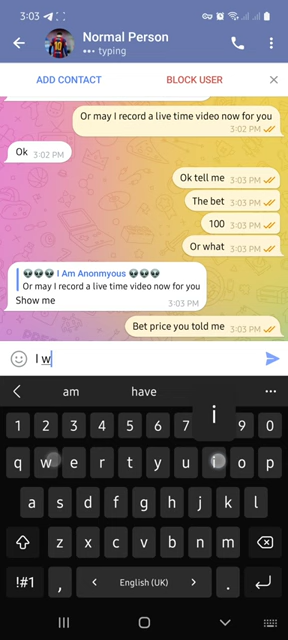 3:03
Normal Person
••• typing
ADD CONTACT
BLOCK USER
Or may I record a live time video now for you
3:02 PM
Ok 3:02 PM
Ok tell me 3:03 PM
The bet 3:03 PM
100 3:03 PM
Or what 3:03 PM
👽👽👽 I Am Anonmyous 👽👽👽
Or may I record a live time video now for you
Show me 3:03 PM
Bet price you told me 3:03 PM
I w
am have
i
1 2 3 4 5 6 7 9 0
q w e r t y u i o p
a s d f g h j k l
z x c v b n m
!#1 , English (UK) .